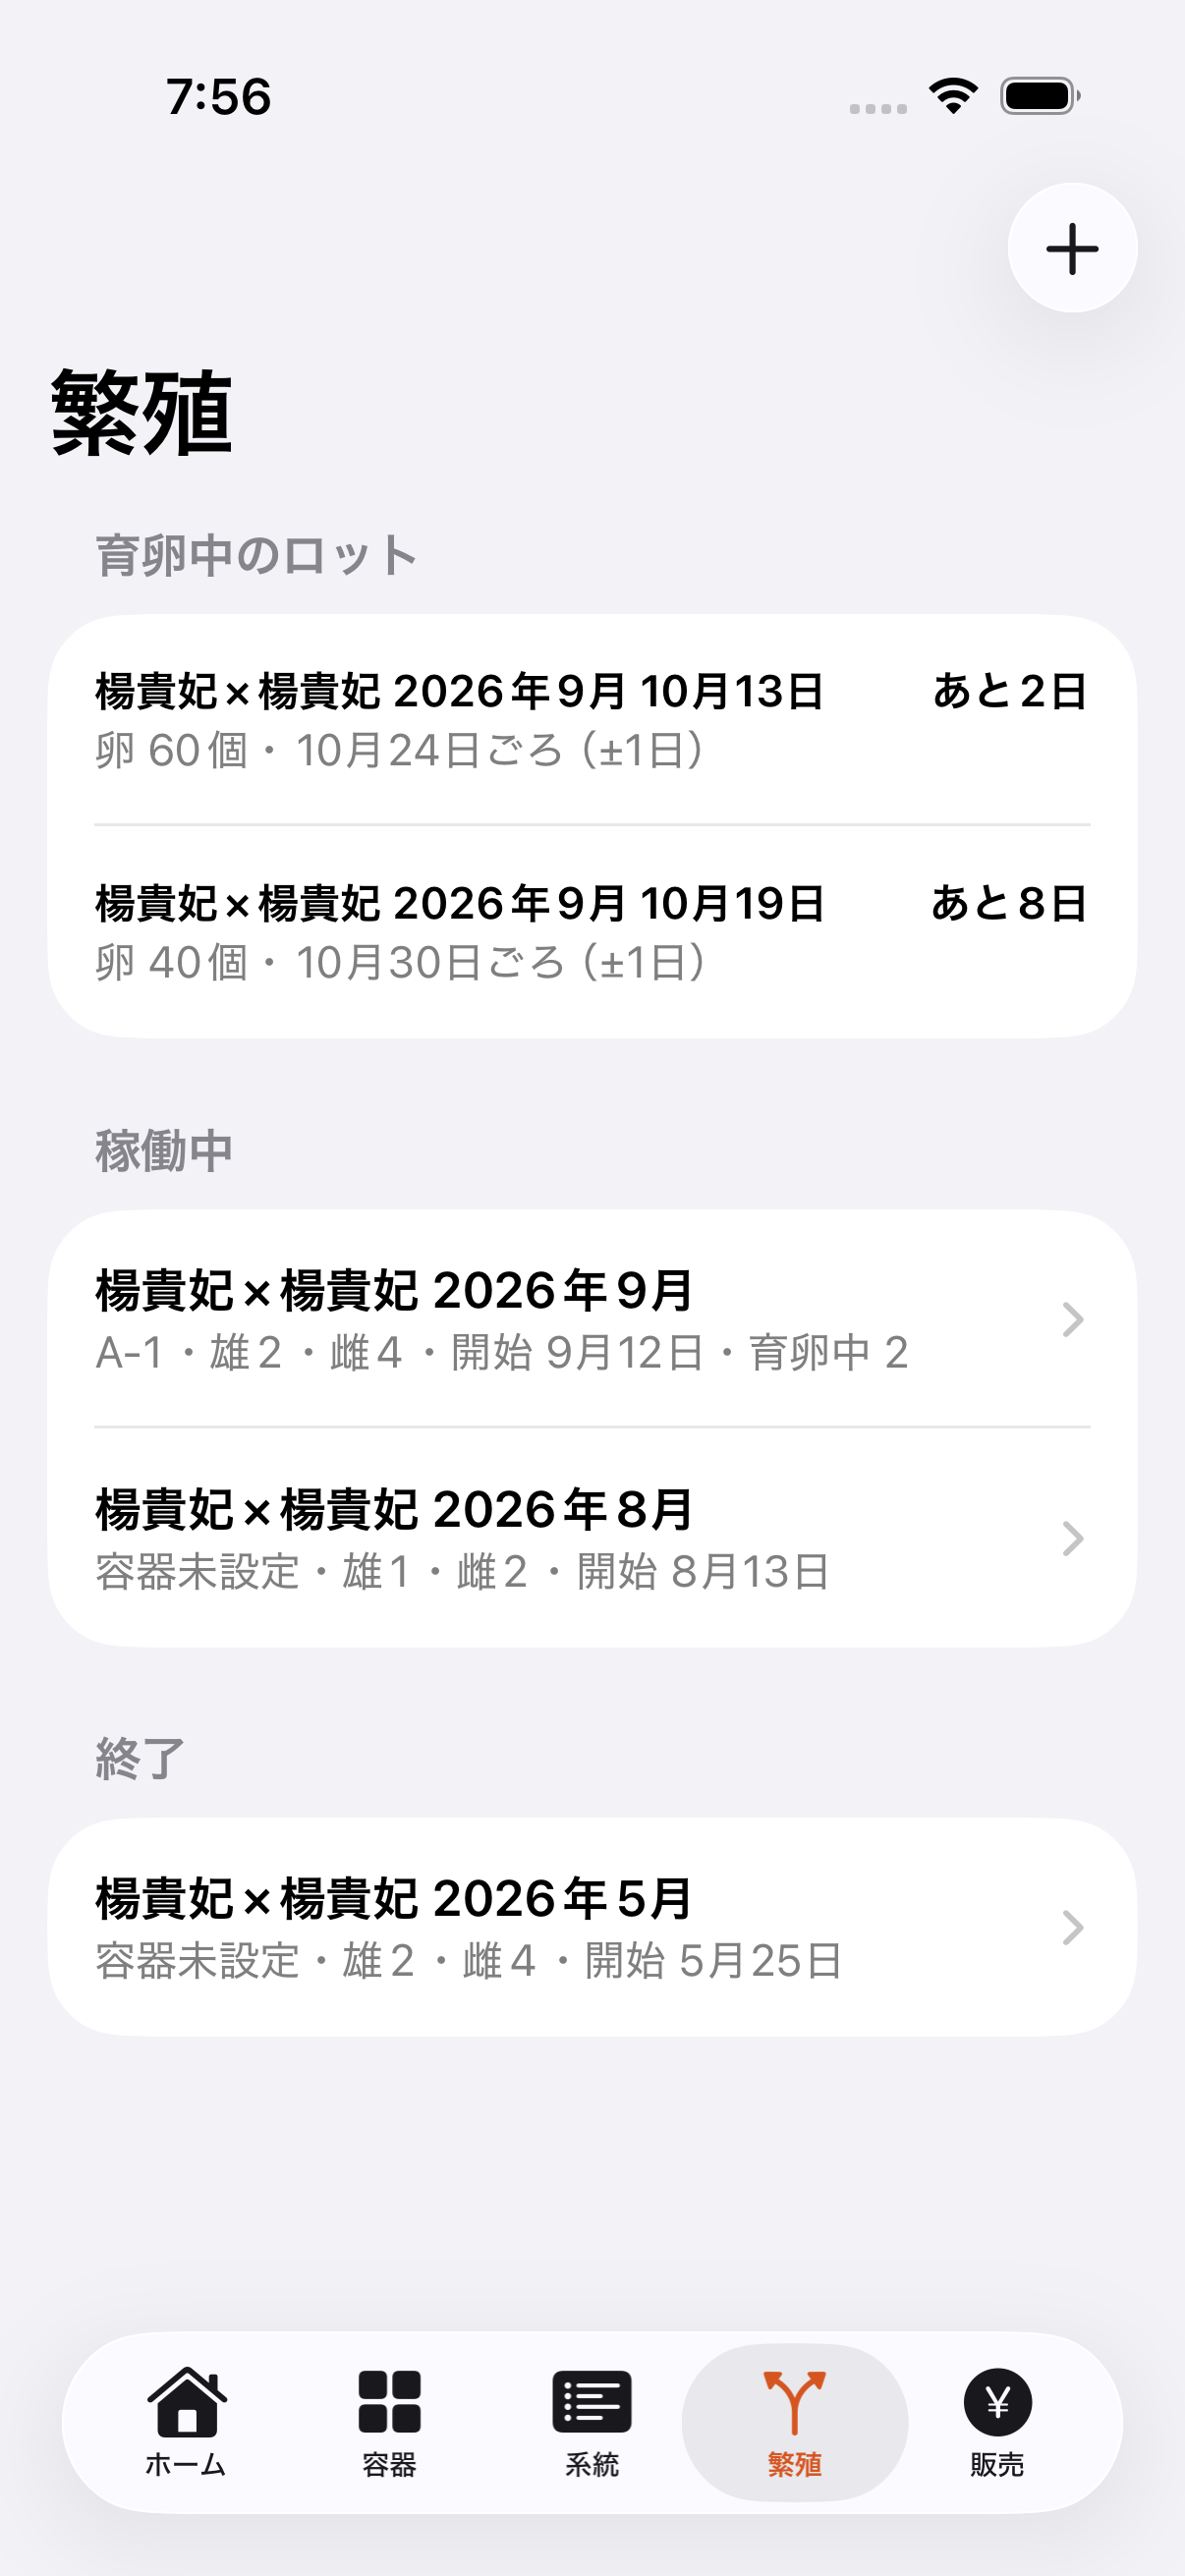 7:56
繁殖
育卵中のロット
楊貴妃×楊貴妃 2026年9月 10月13日 あと2日
卵 60個・10月24日ごろ（±1日）
楊貴妃×楊貴妃 2026年9月 10月19日 あと8日
卵 40個・10月30日ごろ（±1日）
稼働中
楊貴妃×楊貴妃 2026年9月
A-1・雄2・雌4・開始 9月12日・育卵中 2
楊貴妃×楊貴妃 2026年8月
容器未設定・雄1・雌2・開始 8月13日
終了
楊貴妃×楊貴妃 2026年5月
容器未設定・雄2・雌4・開始 5月25日
ホーム 容器 系統 繁殖 販売